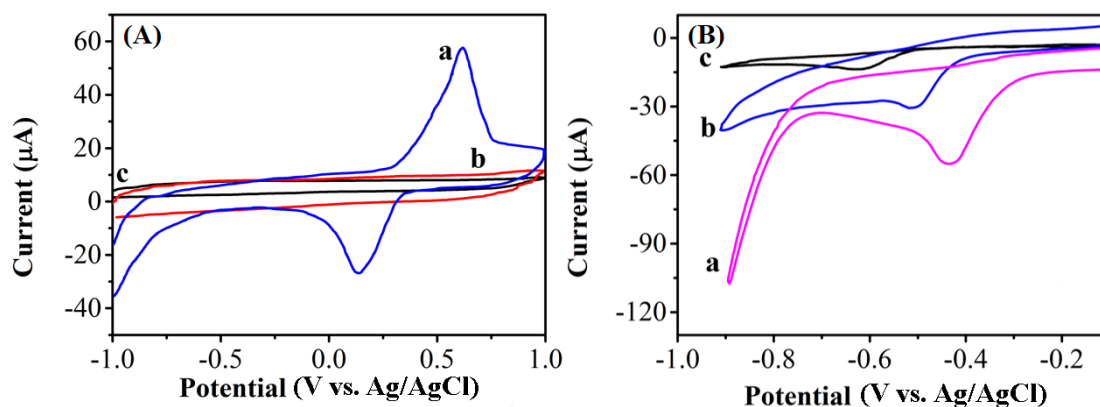 (A)
a
b
c
60
40
20
0
-20
-40
-1.0
-0.5
0.0
0.5
1.0
Current (μA)
Potential (V vs. Ag/AgCl)
(B)
c
b
a
0
-30
-60
-90
-120
-1.0
-0.8
-0.6
-0.4
-0.2
Current (μA)
Potential (V vs. Ag/AgCl)